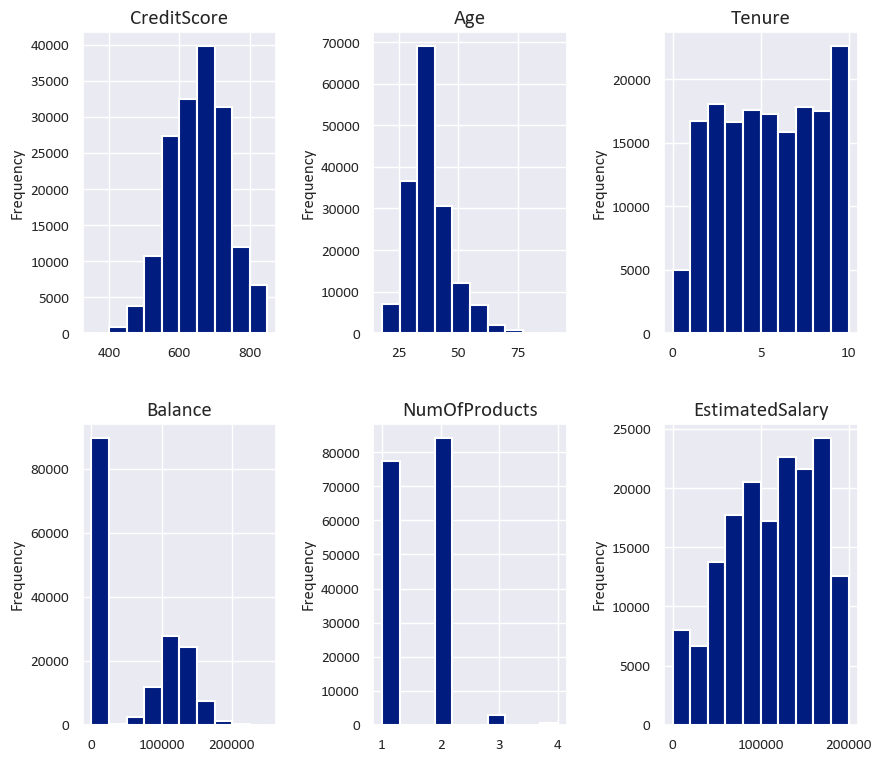 CreditScore
Frequency
40000
35000
30000
25000
20000
15000
10000
5000
0
400 600 800
Age
Frequency
70000
60000
50000
40000
30000
20000
10000
0
25 50 75
Tenure
Frequency
20000
15000
10000
5000
0
0 5 10
Balance
Frequency
80000
60000
40000
20000
0
0 100000 200000
NumOfProducts
Frequency
80000
70000
60000
50000
40000
30000
20000
10000
0
1 2 3 4
EstimatedSalary
Frequency
25000
20000
15000
10000
5000
0
0 100000 200000